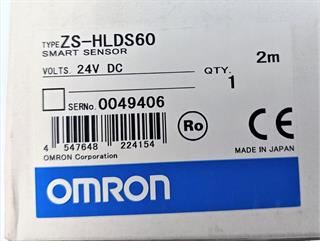 TYPE ZS-HLDS60
SMART SENSOR 2m
VOLTS. 24V DC QTY.
1
SERNo. 0049406
4 547648 224154 Ro CE
OMRON Corporation MADE IN JAPAN
OMRON